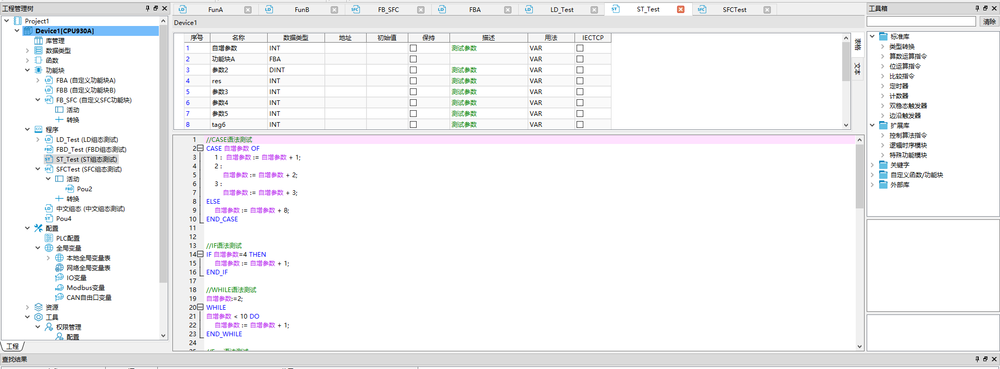 工程管理树
Project1
Device1[CPU930A]
库管理
数据类型
函数
功能块
LD FBA (自定义功能块A)
LD FBB (自定义功能块B)
SFC FB_SFC (自定义SFC功能块)
活动
转换
程序
LD LD_Test (LD组态测试)
FBD FBD_Test (FBD组态测试)
ST ST_Test (ST组态测试)
SFC SFCTest (SFC组态测试)
活动
FBD Pou2
转换
LD 中文组态 (中文组态测试)
ST Pou4
配置
PLC配置
全局变量
本地全局变量表
网络全局变量表
IO变量
Modbus变量
CAN自由口变量
资源
工具
权限管理
配置
工程
LD FunA LD FunB SFC FB_SFC LD FBA LD LD_Test ST ST_Test SFC SFCTest
Device1
序号 名称 数据类型 地址 初始值 保持 描述 用法 IECTCP
1 自增参数 INT 测试参数 VAR
2 功能块A FBA VAR
3 参数2 DINT 测试参数 VAR
4 res INT 测试参数 VAR
5 参数3 INT 测试参数 VAR
6 参数4 INT 测试参数 VAR
7 参数5 INT 测试参数 VAR
8 tag6 INT 测试参数 VAR
表格
文本
1 //CASE语法测试
2 CASE 自增参数 OF
3 1 : 自增参数 := 自增参数 + 1;
4 2 :
5 自增参数 := 自增参数 + 2;
6 3 :
7 自增参数 := 自增参数 + 3;
8 ELSE
9 自增参数 := 自增参数 + 8;
10 END_CASE
11
12
13 //IF语法测试
14 IF 自增参数=4 THEN
15 自增参数 := 自增参数 + 1;
16 END_IF
17
18 //WHILE语法测试
19 自增参数:=2;
20 WHILE
21 自增参数 < 10 DO
22 自增参数 := 自增参数 + 1;
23 END_WHILE
24
工具箱
清除
标准库
类型转换
算数运算指令
位运算指令
比较指令
定时器
计数器
双稳态触发器
边沿触发器
扩展库
控制算法指令
逻辑时序模块
特殊功能模块
关键字
自定义函数/功能块
外部库
查找结果